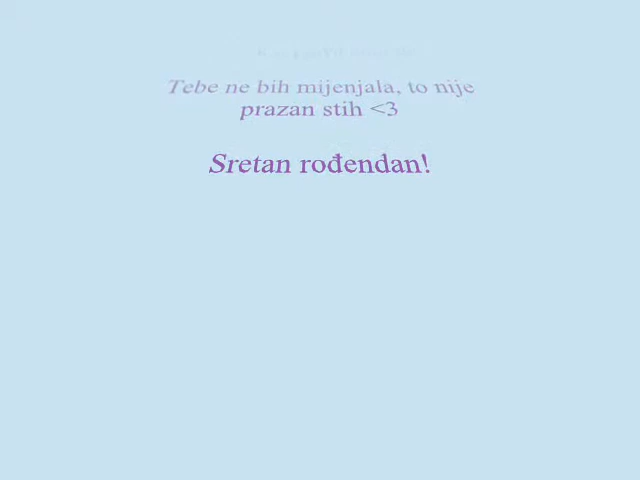 Tebe ne bih mijenjala, to nije
prazan stih <3
Sretan rođendan!